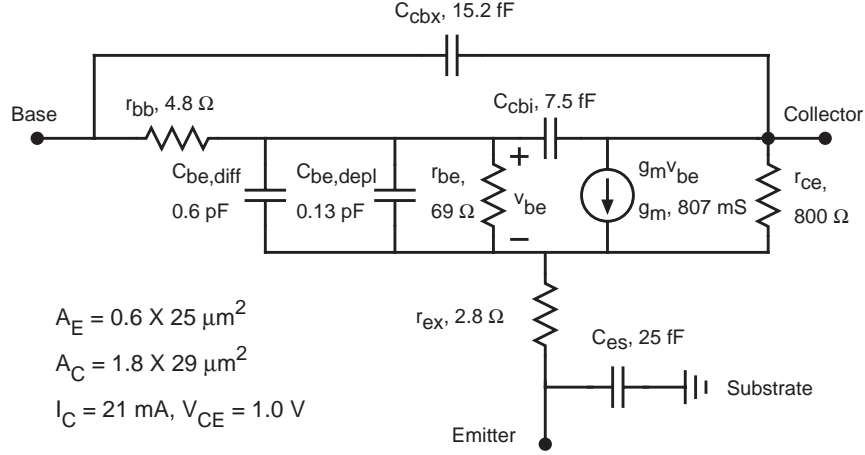 C_cbx, 15.2 fF
r_bb, 4.8 Ω
C_cbi, 7.5 fF
Base
Collector
C_be,diff
0.6 pF
C_be,depl
0.13 pF
r_be,
69 Ω
+
v_be
−
g_m v_be
g_m, 807 mS
r_ce,
800 Ω
A_E = 0.6 X 25 μm²
A_C = 1.8 X 29 μm²
I_C = 21 mA, V_CE = 1.0 V
r_ex, 2.8 Ω
C_es, 25 fF
Substrate
Emitter